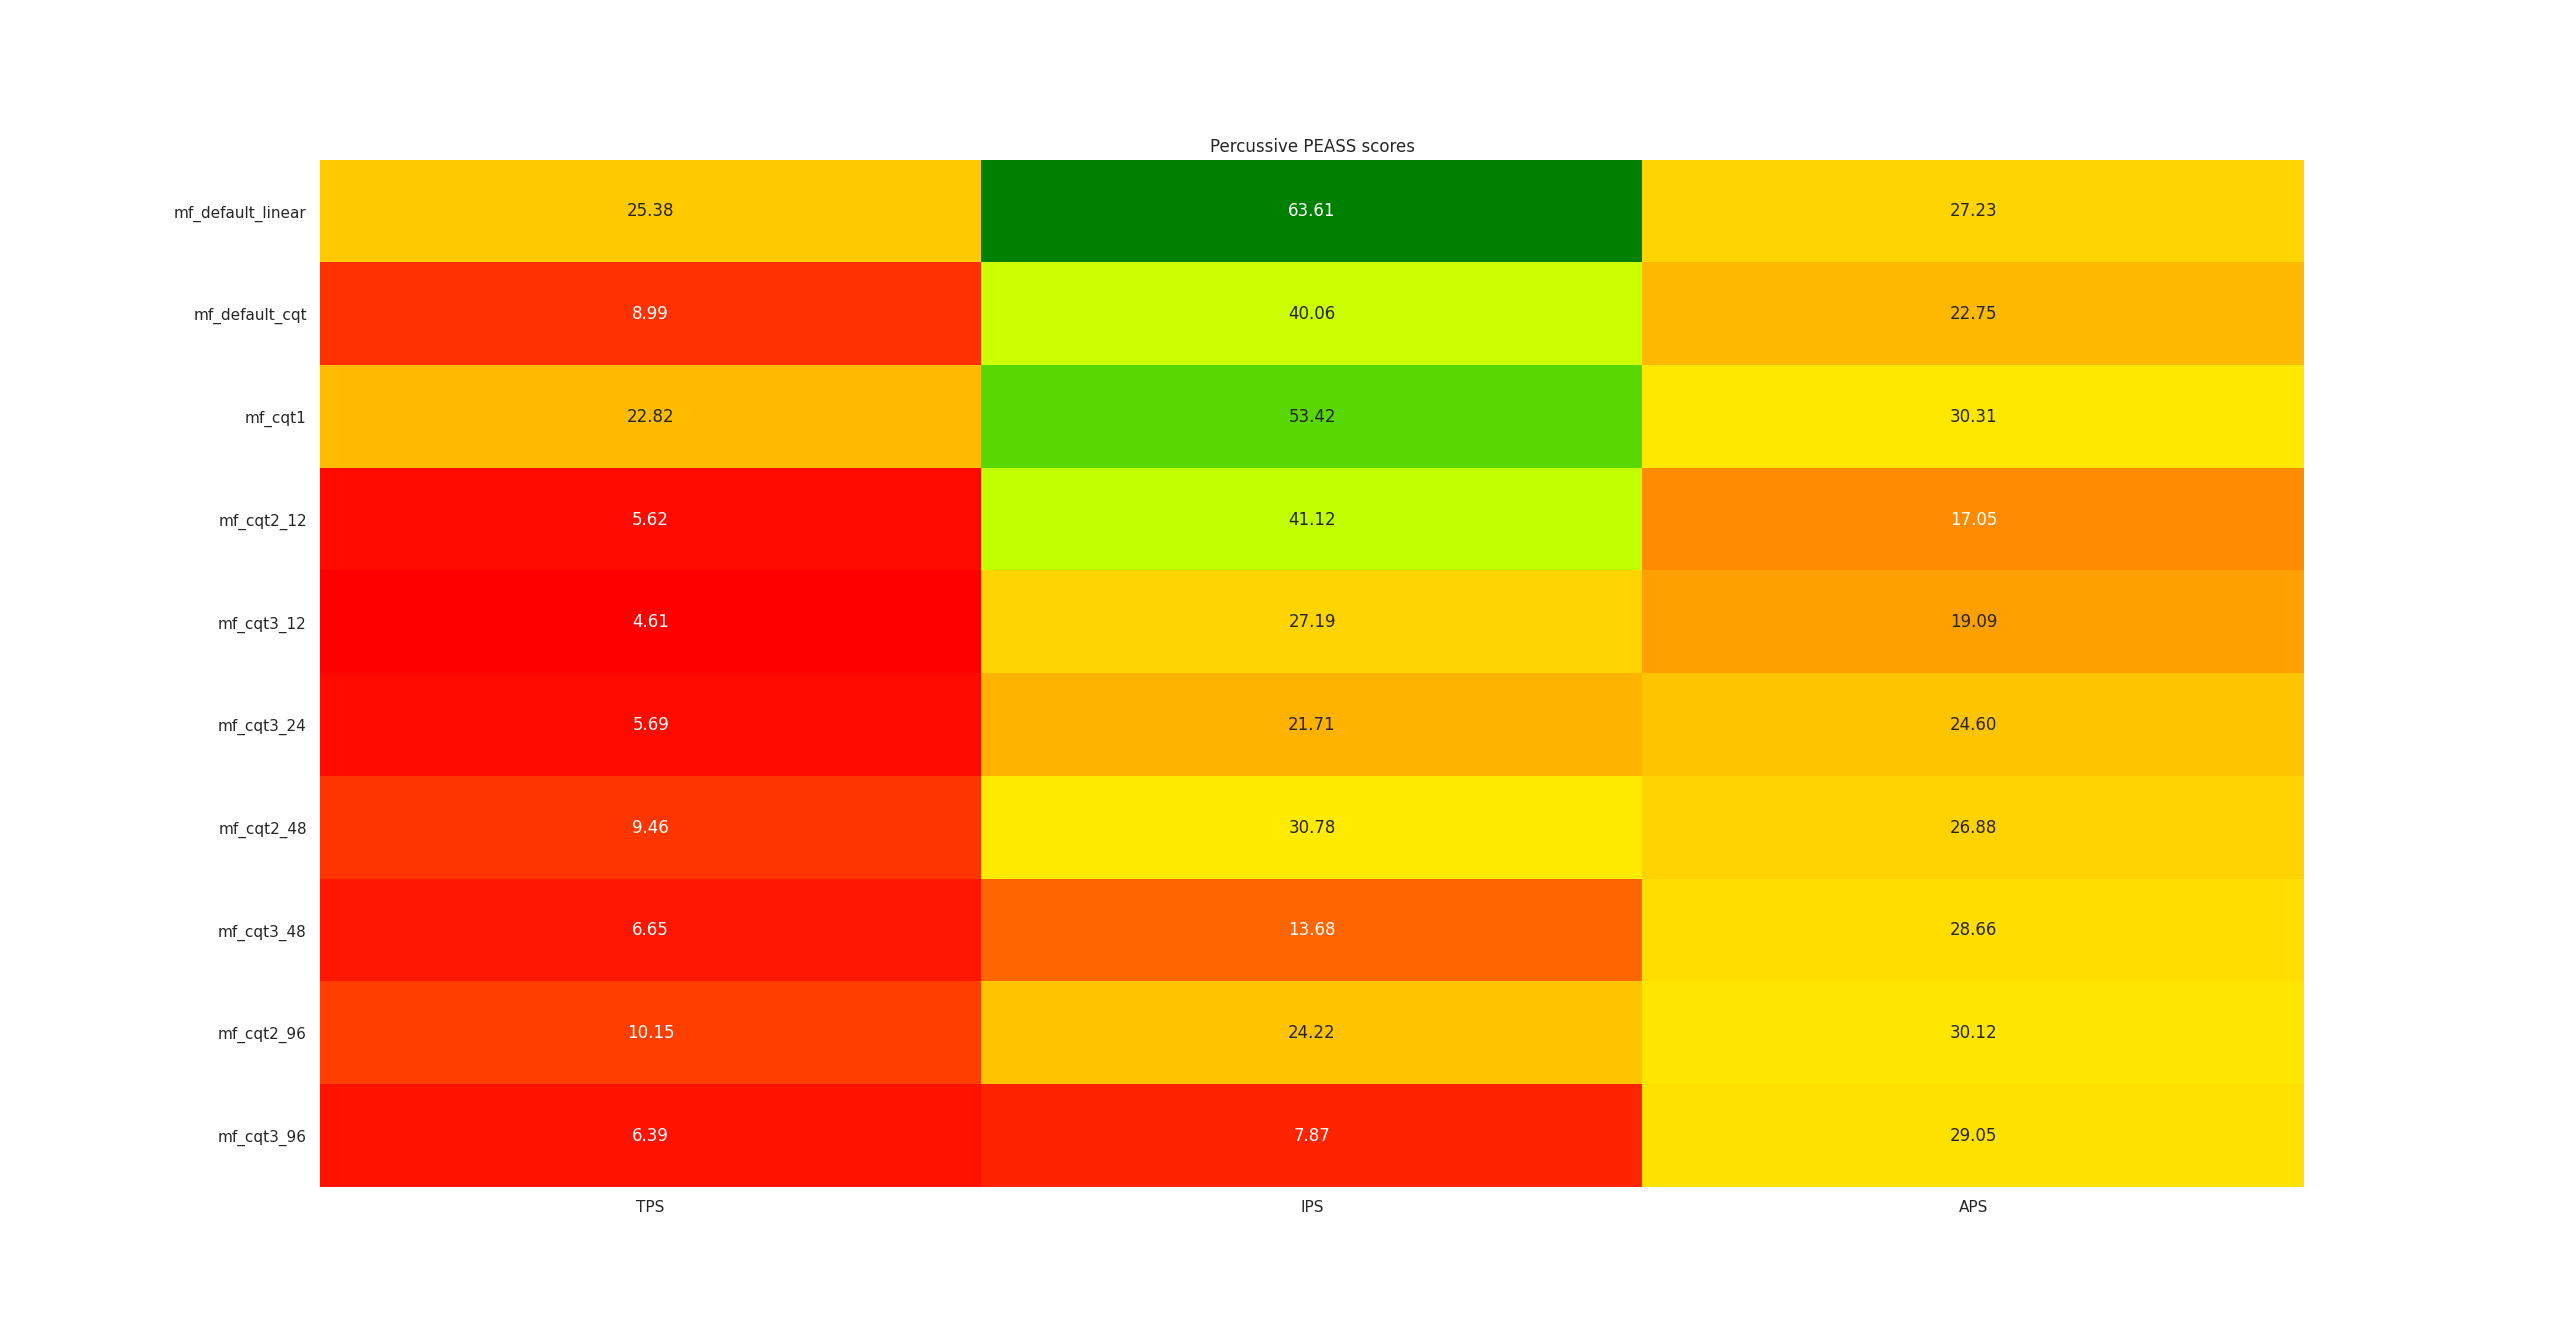 Percussive PEASS scores
mf_default_linear 25.38 63.61 27.23
mf_default_cqt 8.99 40.06 22.75
mf_cqt1 22.82 53.42 30.31
mf_cqt2_12 5.62 41.12 17.05
mf_cqt3_12 4.61 27.19 19.09
mf_cqt3_24 5.69 21.71 24.60
mf_cqt2_48 9.46 30.78 26.88
mf_cqt3_48 6.65 13.68 28.66
mf_cqt2_96 10.15 24.22 30.12
mf_cqt3_96 6.39 7.87 29.05
TPS IPS APS